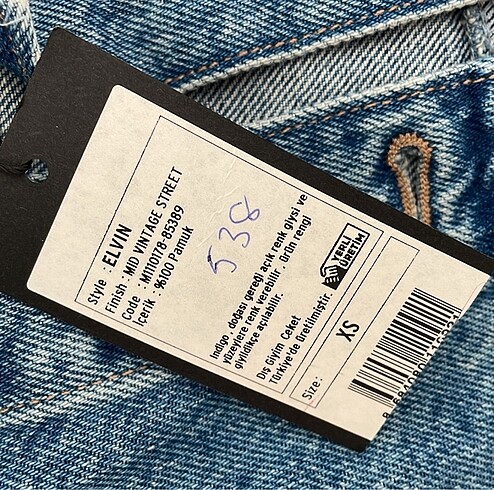 Style : ELVIN
Finish : MID VINTAGE STREET
Code : M110178-85389
İçerik : %100 Pamuk
538
Indigo , doğası gereği açık renk giysi ve
yüzeylere renk verebilir , ürün rengi
giyildikçe açılabilir.
Dış Giyim Ceket
Türkiye'de üretilmiştir.
YERLİ
ÜRETİM
Size: XS